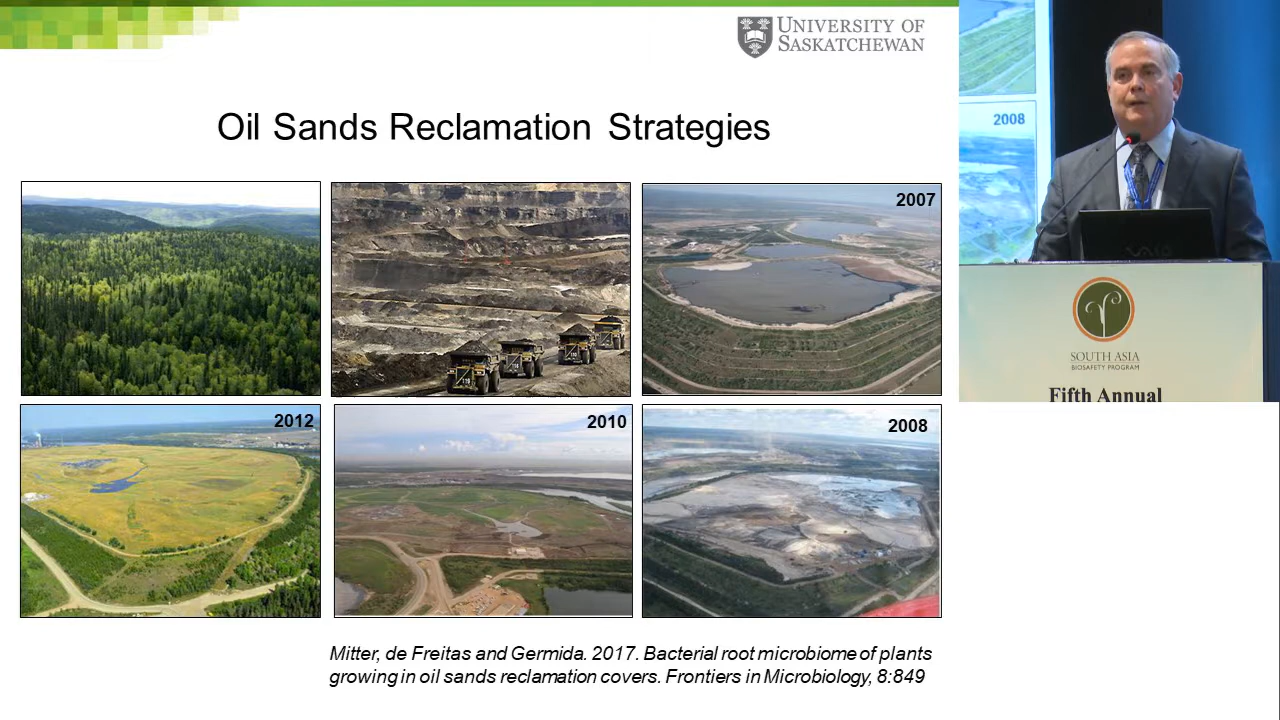 UNIVERSITY OF
SASKATCHEWAN
Oil Sands Reclamation Strategies
2007
2012
2010
2008
Mitter, de Freitas and Germida. 2017. Bacterial root microbiome of plants
growing in oil sands reclamation covers. Frontiers in Microbiology, 8:849
2008
SOUTH ASIA
BIOSAFETY PROGRAM
Fifth Annual